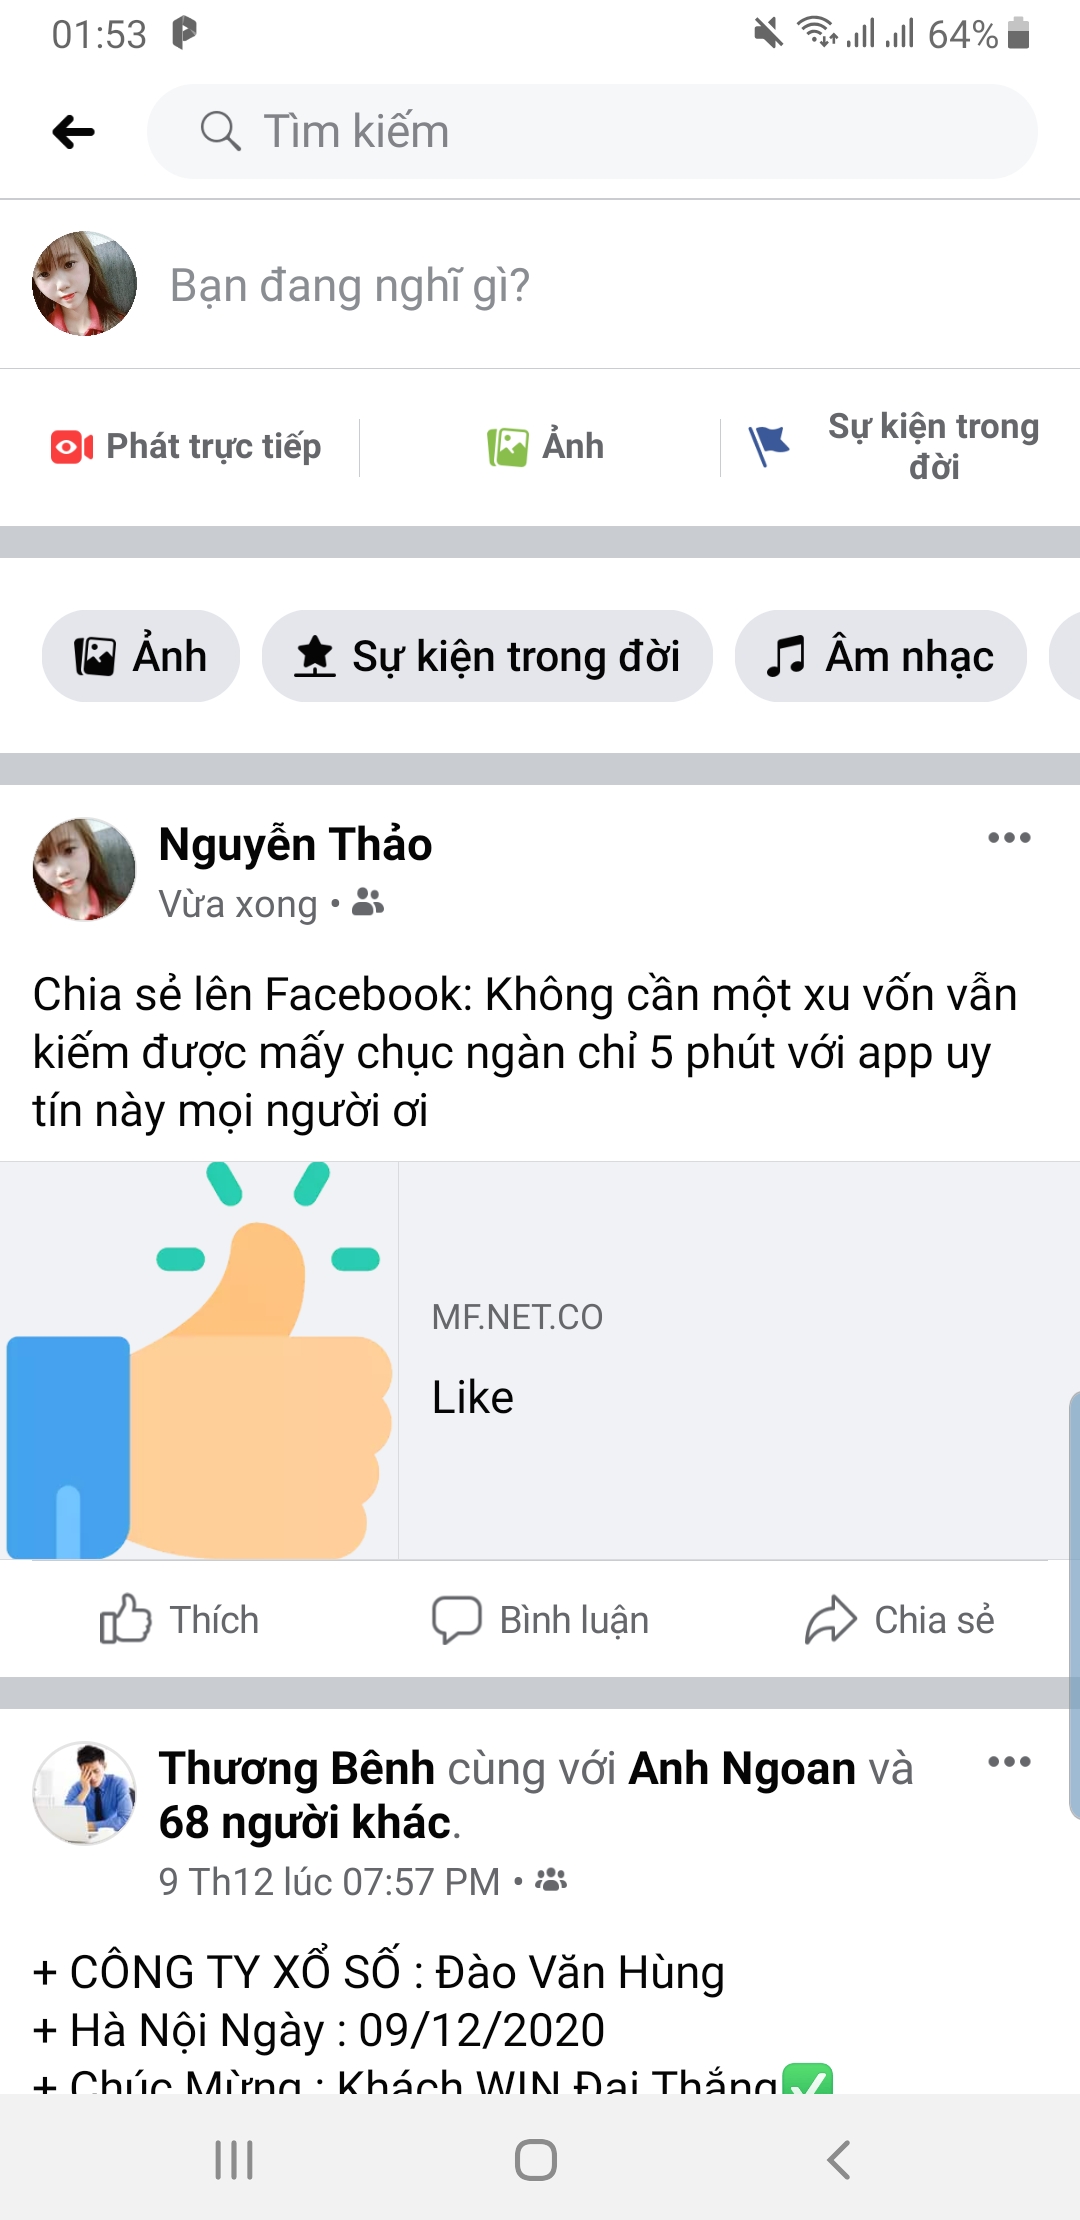 01:53
64%
Tìm kiếm
Bạn đang nghĩ gì?
Phát trực tiếp
Ảnh
Sự kiện trong
đời
Ảnh
Sự kiện trong đời
Âm nhạc
Nguyễn Thảo
Vừa xong •
Chia sẻ lên Facebook: Không cần một xu vốn vẫn
kiếm được mấy chục ngàn chỉ 5 phút với app uy
tín này mọi người ơi
MF.NET.CO
Like
Thích
Bình luận
Chia sẻ
Thương Bênh cùng với Anh Ngoan và
68 người khác.
9 Th12 lúc 07:57 PM •
+ CÔNG TY XỔ SỐ : Đào Văn Hùng
+ Hà Nội Ngày : 09/12/2020
+ Chúc Mừng : Khách WIN Đại Thắng✅